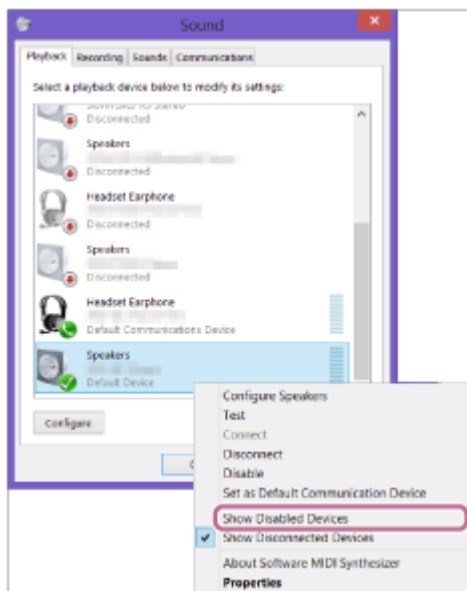 Sound
Playback Recording Sounds Communications
Select a playback device below to modify its settings:
Disconnected
Speakers
Disconnected
Headset Earphone
Disconnected
Speakers
Disconnected
Headset Earphone
Default Communications Device
Speakers
Default Device
Configure
Configure Speakers
Test
Connect
Disconnect
Disable
Set as Default Communication Device
Show Disabled Devices
Show Disconnected Devices
About Software MIDI Synthesizer
Properties